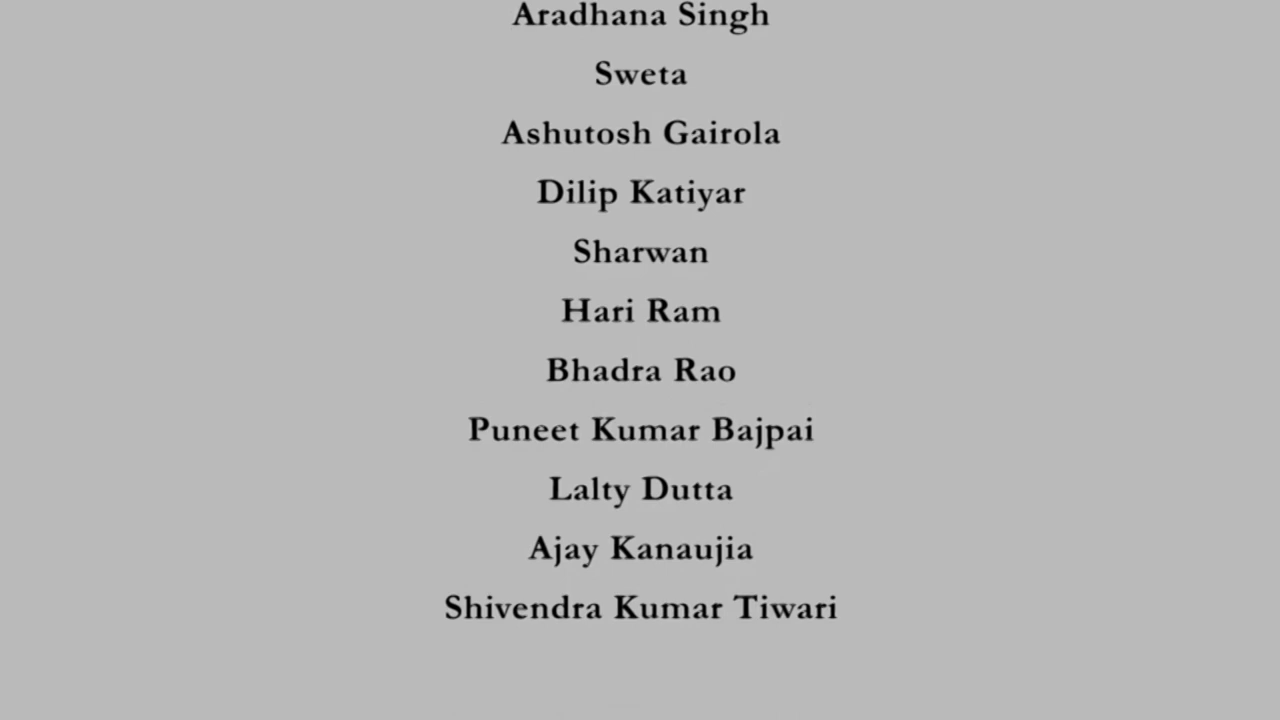 Aradhana Singh
Sweta
Ashutosh Gairola
Dilip Katiyar
Sharwan
Hari Ram
Bhadra Rao
Puneet Kumar Bajpai
Lalty Dutta
Ajay Kanaujia
Shivendra Kumar Tiwari